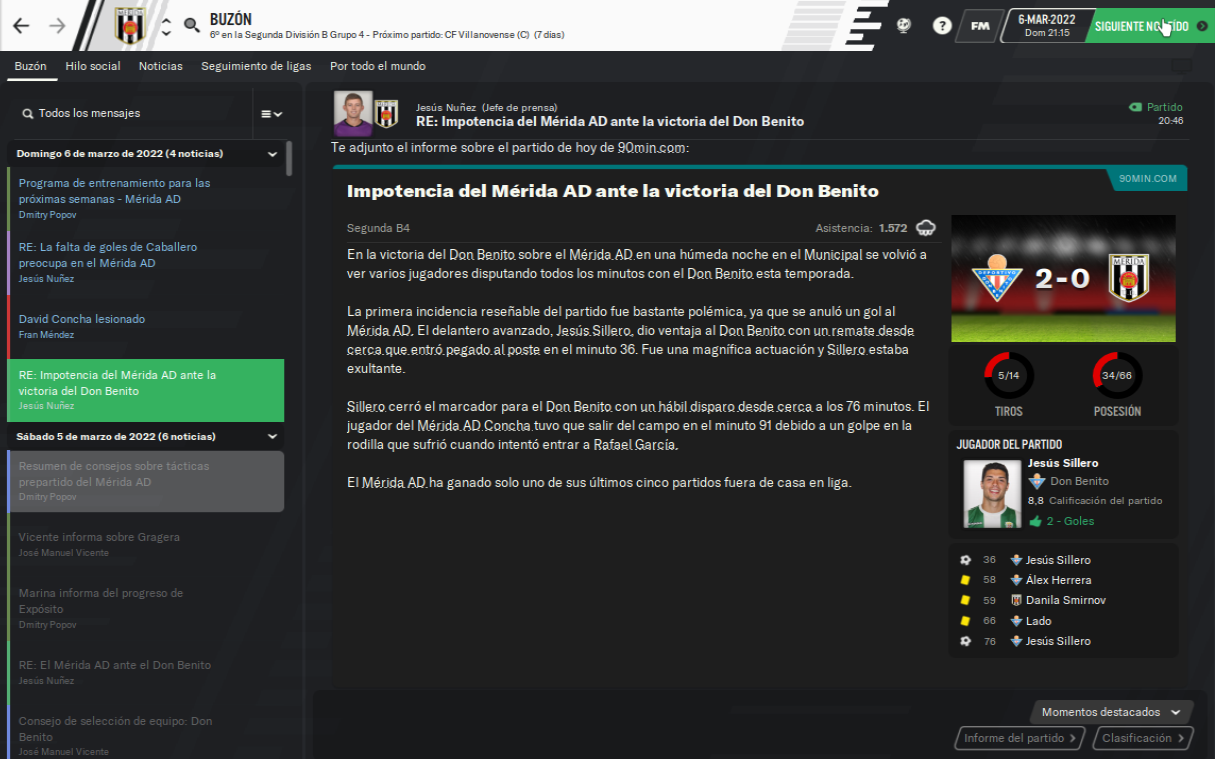 BUZÓN
6º en la Segunda División B Grupo 4 - Próximo partido: CF Villanovense (C) (7 días)
?
FM
6-MAR-2022
Dom 21:15
SIGUIENTE NO LEÍDO
Buzón
Hilo social
Noticias
Seguimiento de ligas
Por todo el mundo
Todos los mensajes
Domingo 6 de marzo de 2022 (4 noticias)
Programa de entrenamiento para las
próximas semanas - Mérida AD
Dmitry Popov
RE: La falta de goles de Caballero
preocupa en el Mérida AD
Jesús Nuñez
David Concha lesionado
Fran Méndez
RE: Impotencia del Mérida AD ante la
victoria del Don Benito
Jesús Nuñez
Sábado 5 de marzo de 2022 (6 noticias)
Resumen de consejos sobre tácticas
prepartido del Mérida AD
Dmitry Popov
Vicente informa sobre Gragera
José Manuel Vicente
Marina informa del progreso de
Expósito
Dmitry Popov
RE: El Mérida AD ante el Don Benito
Jesús Nuñez
Consejo de selección de equipo: Don
Benito
José Manuel Vicente
Jesús Nuñez (Jefe de prensa)
RE: Impotencia del Mérida AD ante la victoria del Don Benito
Partido
20:46
Te adjunto el informe sobre el partido de hoy de 90min.com:
90MIN.COM
Impotencia del Mérida AD ante la victoria del Don Benito
Segunda B4
Asistencia: 1.572
En la victoria del Don Benito sobre el Mérida AD en una húmeda noche en el Municipal se volvió a
ver varios jugadores disputando todos los minutos con el Don Benito esta temporada.
La primera incidencia reseñable del partido fue bastante polémica, ya que se anuló un gol al
Mérida AD. El delantero avanzado, Jesús Sillero, dio ventaja al Don Benito con un remate desde
cerca que entró pegado al poste en el minuto 36. Fue una magnífica actuación y Sillero estaba
exultante.
Sillero cerró el marcador para el Don Benito con un hábil disparo desde cerca a los 76 minutos. El
jugador del Mérida AD Concha tuvo que salir del campo en el minuto 91 debido a un golpe en la
rodilla que sufrió cuando intentó entrar a Rafael García.
El Mérida AD ha ganado solo uno de sus últimos cinco partidos fuera de casa en liga.
2-0
MÉRIDA
5/14
34/66
TIROS
POSESIÓN
JUGADOR DEL PARTIDO
Jesús Sillero
Don Benito
8,8 Calificación del partido
2 - Goles
36 Jesús Sillero
58 Álex Herrera
59 Danila Smirnov
66 Lado
76 Jesús Sillero
Momentos destacados
Informe del partido
Clasificación